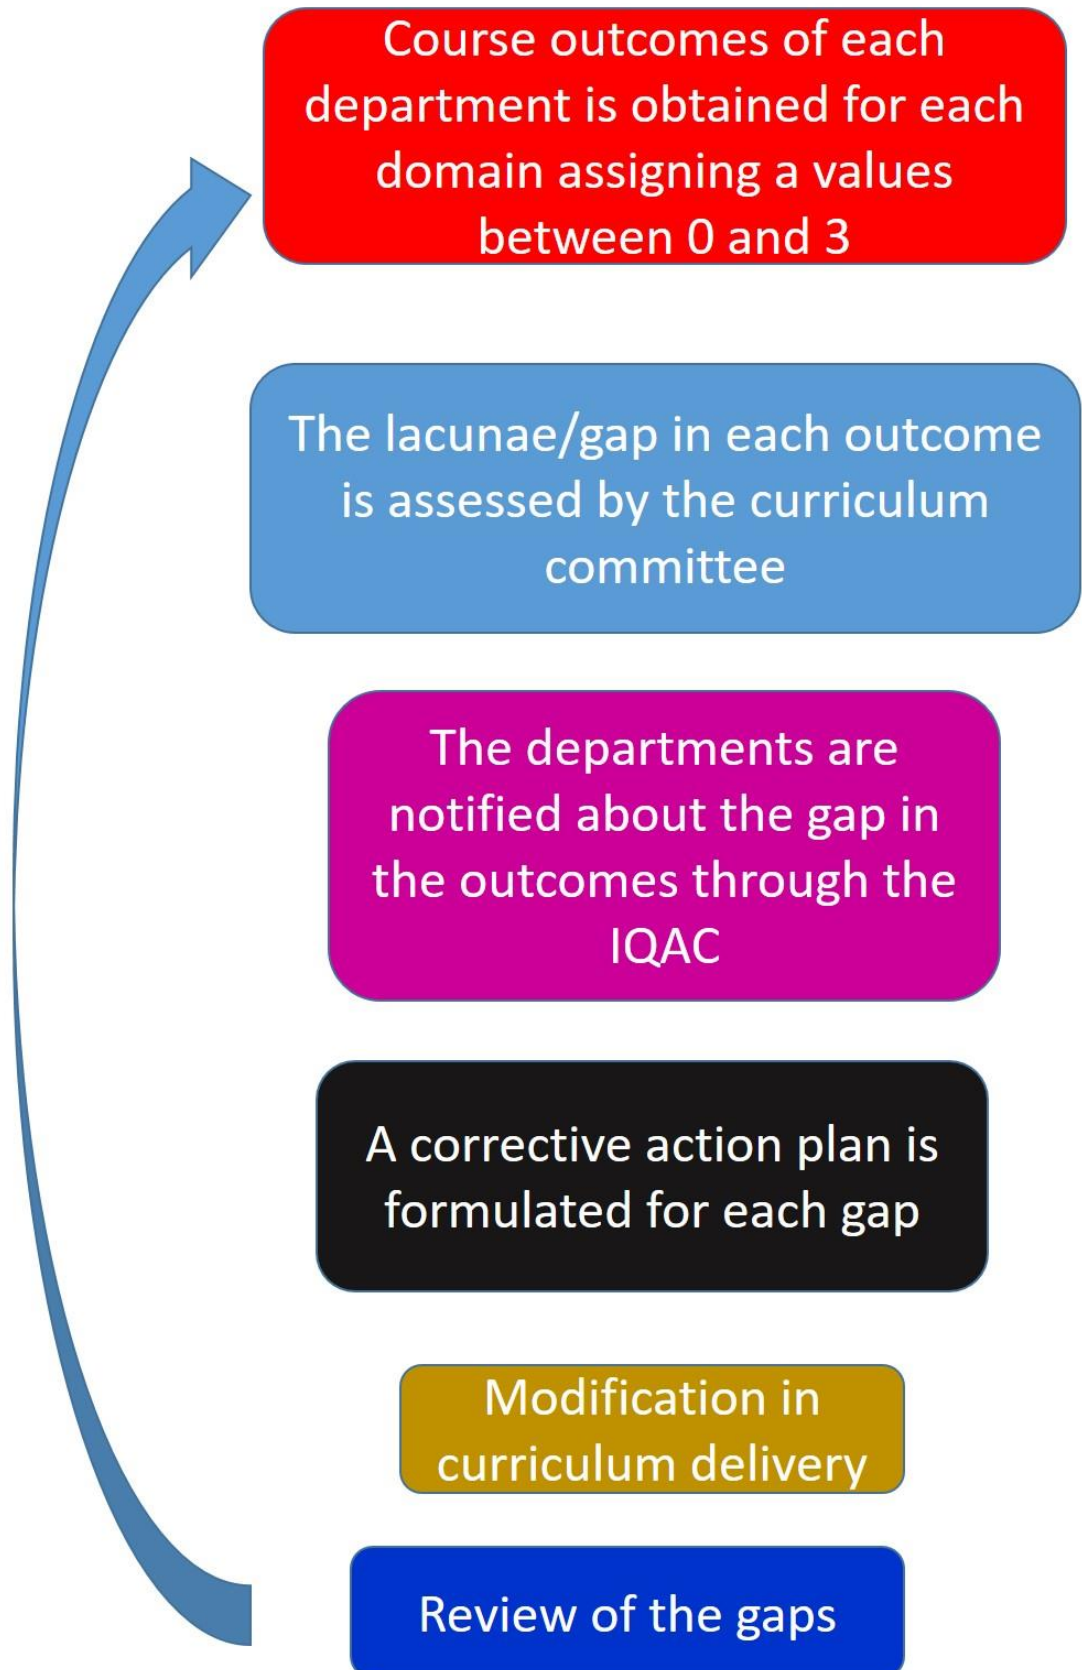 Course outcomes of each
department is obtained for each
domain assigning a values
between 0 and 3
The lacunae/gap in each outcome
is assessed by the curriculum
committee
The departments are
notified about the gap in
the outcomes through the
IQAC
A corrective action plan is
formulated for each gap
Modification in
curriculum delivery
Review of the gaps